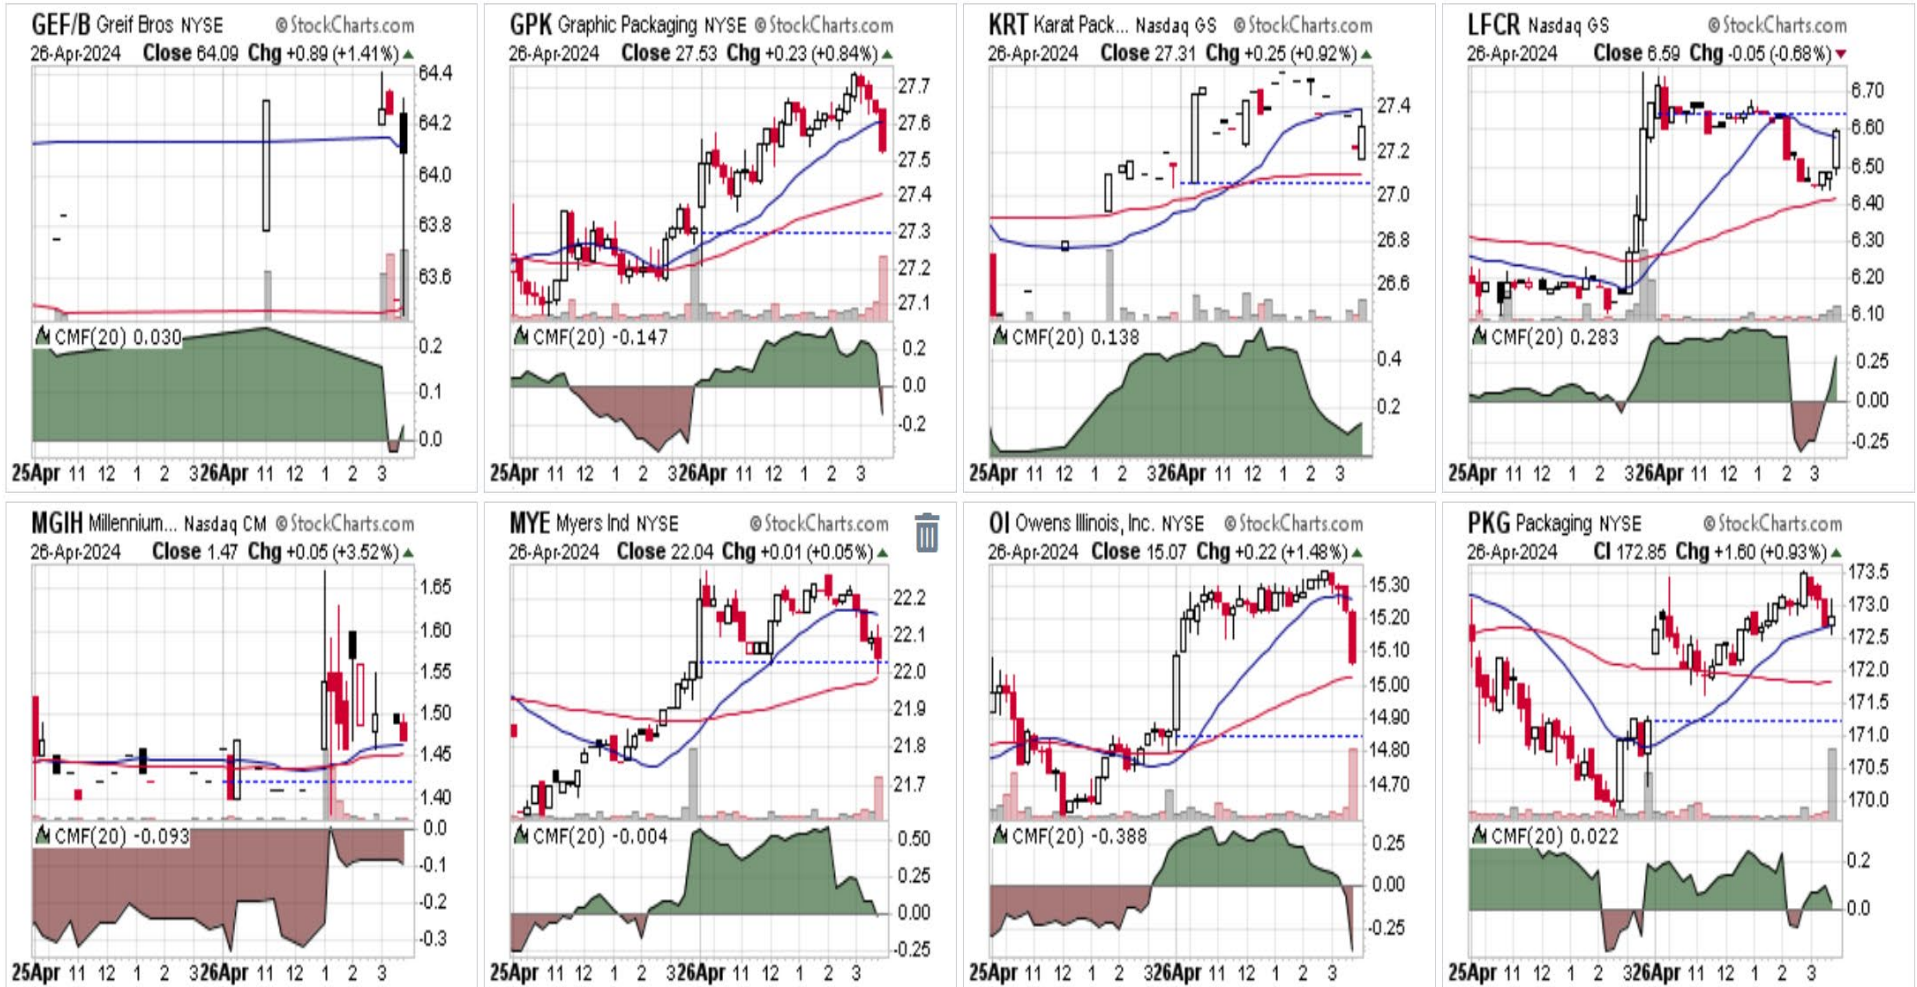 GEF/B Greif Bros NYSE © StockCharts.com
26-Apr-2024 Close 64.09 Chg +0.89 (+1.41%)
64.4
64.2
64.0
63.8
63.6
CMF(20) 0.030
0.2
0.1
0.0
25Apr 11 12 1 2 3 26Apr 11 12 1 2 3
GPK Graphic Packaging NYSE © StockCharts.com
26-Apr-2024 Close 27.53 Chg +0.23 (+0.84%)
27.7
27.6
27.5
27.4
27.3
27.2
27.1
CMF(20) -0.147
0.2
0.0
-0.2
25Apr 11 12 1 2 3 26Apr 11 12 1 2 3
KRT Karat Pack... Nasdaq GS © StockCharts.com
26-Apr-2024 Close 27.31 Chg +0.25 (+0.92%)
27.4
27.2
27.0
26.8
26.6
CMF(20) 0.138
0.4
0.2
25Apr 11 12 1 2 3 26Apr 11 12 1 2 3
LFCR Nasdaq GS © StockCharts.com
26-Apr-2024 Close 6.59 Chg -0.05 (-0.68%)
6.70
6.60
6.50
6.40
6.30
6.20
6.10
CMF(20) 0.283
0.25
0.00
-0.25
25Apr 11 12 1 2 3 26Apr 11 12 1 2 3
MGIH Millennium... Nasdaq CM © StockCharts.com
26-Apr-2024 Close 1.47 Chg +0.05 (+3.52%)
1.65
1.60
1.55
1.50
1.45
1.40
CMF(20) -0.093
0.0
-0.1
-0.2
-0.3
25Apr 11 12 1 2 3 26Apr 11 12 1 2 3
MYE Myers Ind NYSE © StockCharts.com
26-Apr-2024 Close 22.04 Chg +0.01 (+0.05%)
22.2
22.1
22.0
21.9
21.8
21.7
CMF(20) -0.004
0.50
0.25
0.00
-0.25
25Apr 11 12 1 2 3 26Apr 11 12 1 2 3
OI Owens Illinois, Inc. NYSE © StockCharts.com
26-Apr-2024 Close 15.07 Chg +0.22 (+1.48%)
15.30
15.20
15.10
15.00
14.90
14.80
14.70
CMF(20) -0.388
0.25
0.00
-0.25
25Apr 11 12 1 2 3 26Apr 11 12 1 2 3
PKG Packaging NYSE © StockCharts.com
26-Apr-2024 Cl 172.85 Chg +1.60 (+0.93%)
173.5
173.0
172.5
172.0
171.5
171.0
170.5
170.0
CMF(20) 0.022
0.2
0.0
25Apr 11 12 1 2 3 26Apr 11 12 1 2 3